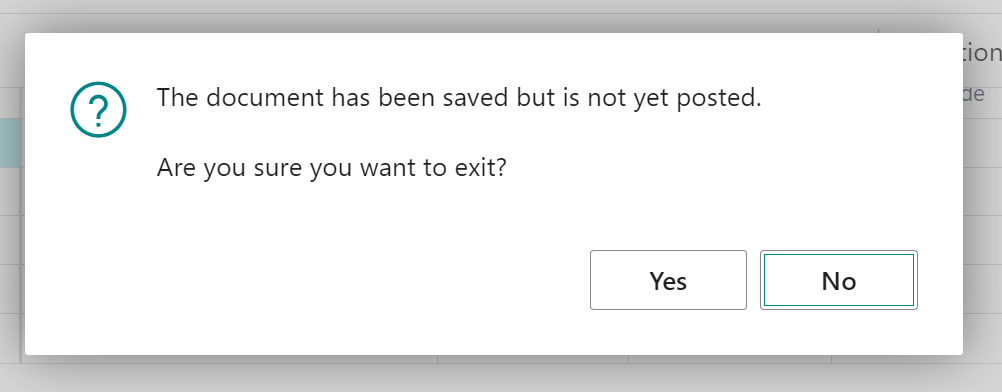 The document has been saved but is not yet posted.
Are you sure you want to exit?
Yes
No